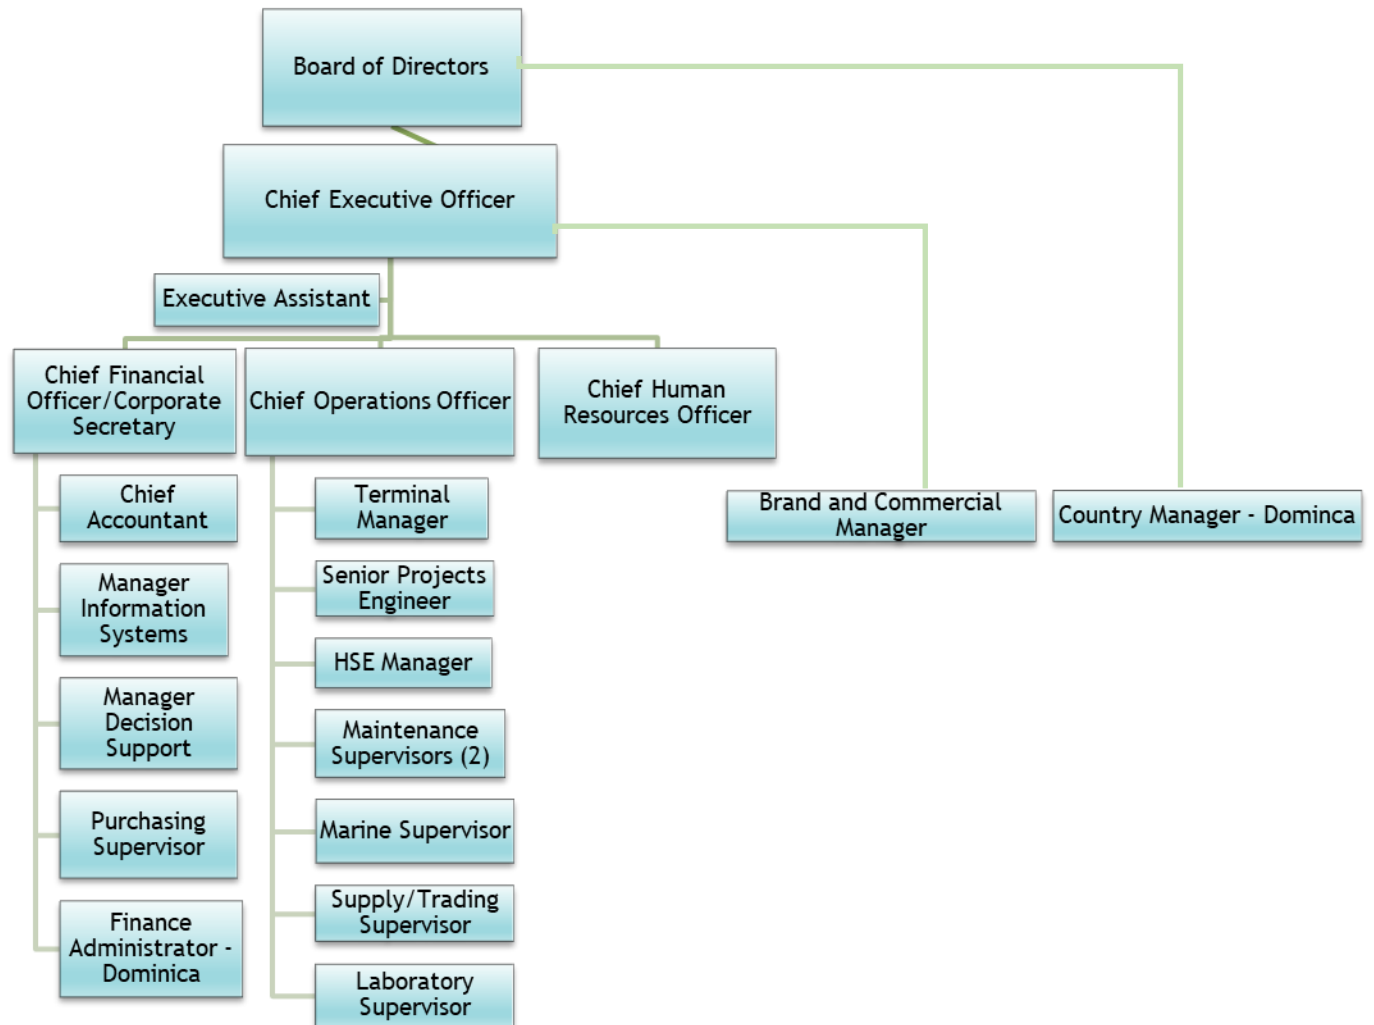 Board of Directors
Chief Executive Officer
Executive Assistant
Chief Financial
Officer/Corporate
Secretary
Chief Operations Officer
Chief Human
Resources Officer
Chief
Accountant
Manager
Information
Systems
Manager
Decision
Support
Purchasing
Supervisor
Finance
Administrator -
Dominica
Terminal
Manager
Senior Projects
Engineer
HSE Manager
Maintenance
Supervisors (2)
Marine Supervisor
Supply/Trading
Supervisor
Laboratory
Supervisor
Brand and Commercial
Manager
Country Manager - Dominca